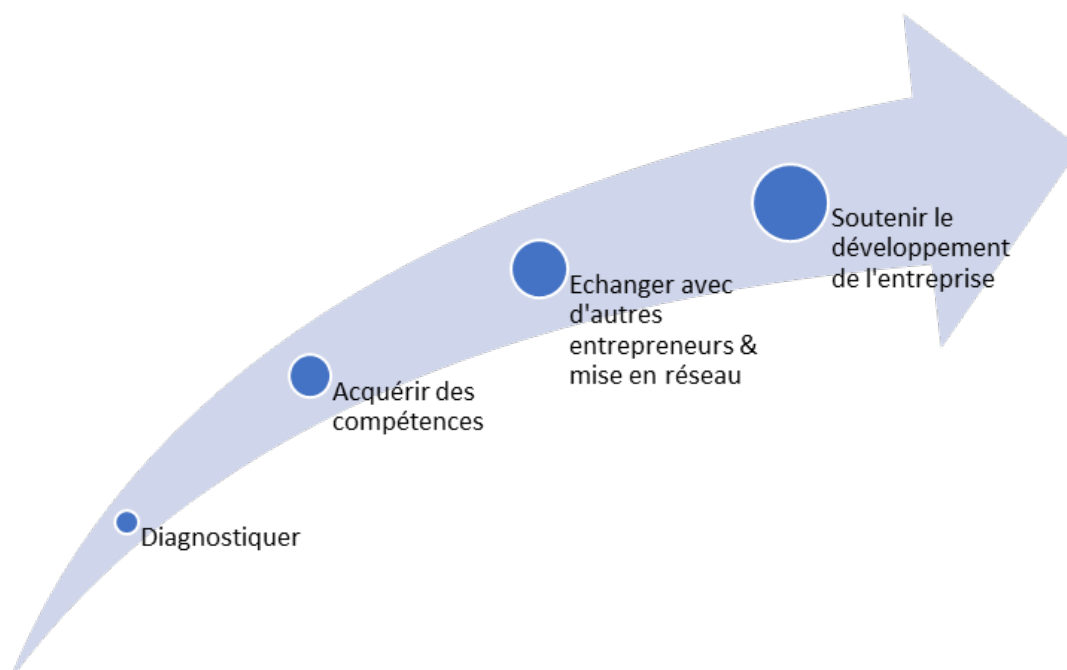 Diagnostiquer
Acquérir des
compétences
Echanger avec
d'autres
entrepreneurs &
mise en réseau
Soutenir le
développement
de l'entreprise